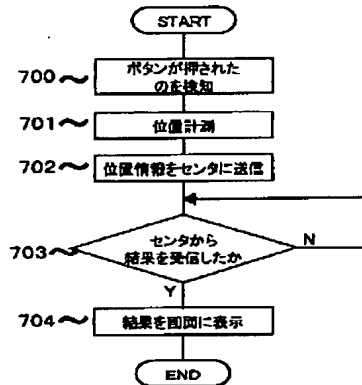 START
700
ボタンが押された
のを検知
701
位置計測
702
位置情報をセンタに送信
703
センタから
結果を受信したか
N
Y
704
結果を画面に表示
END